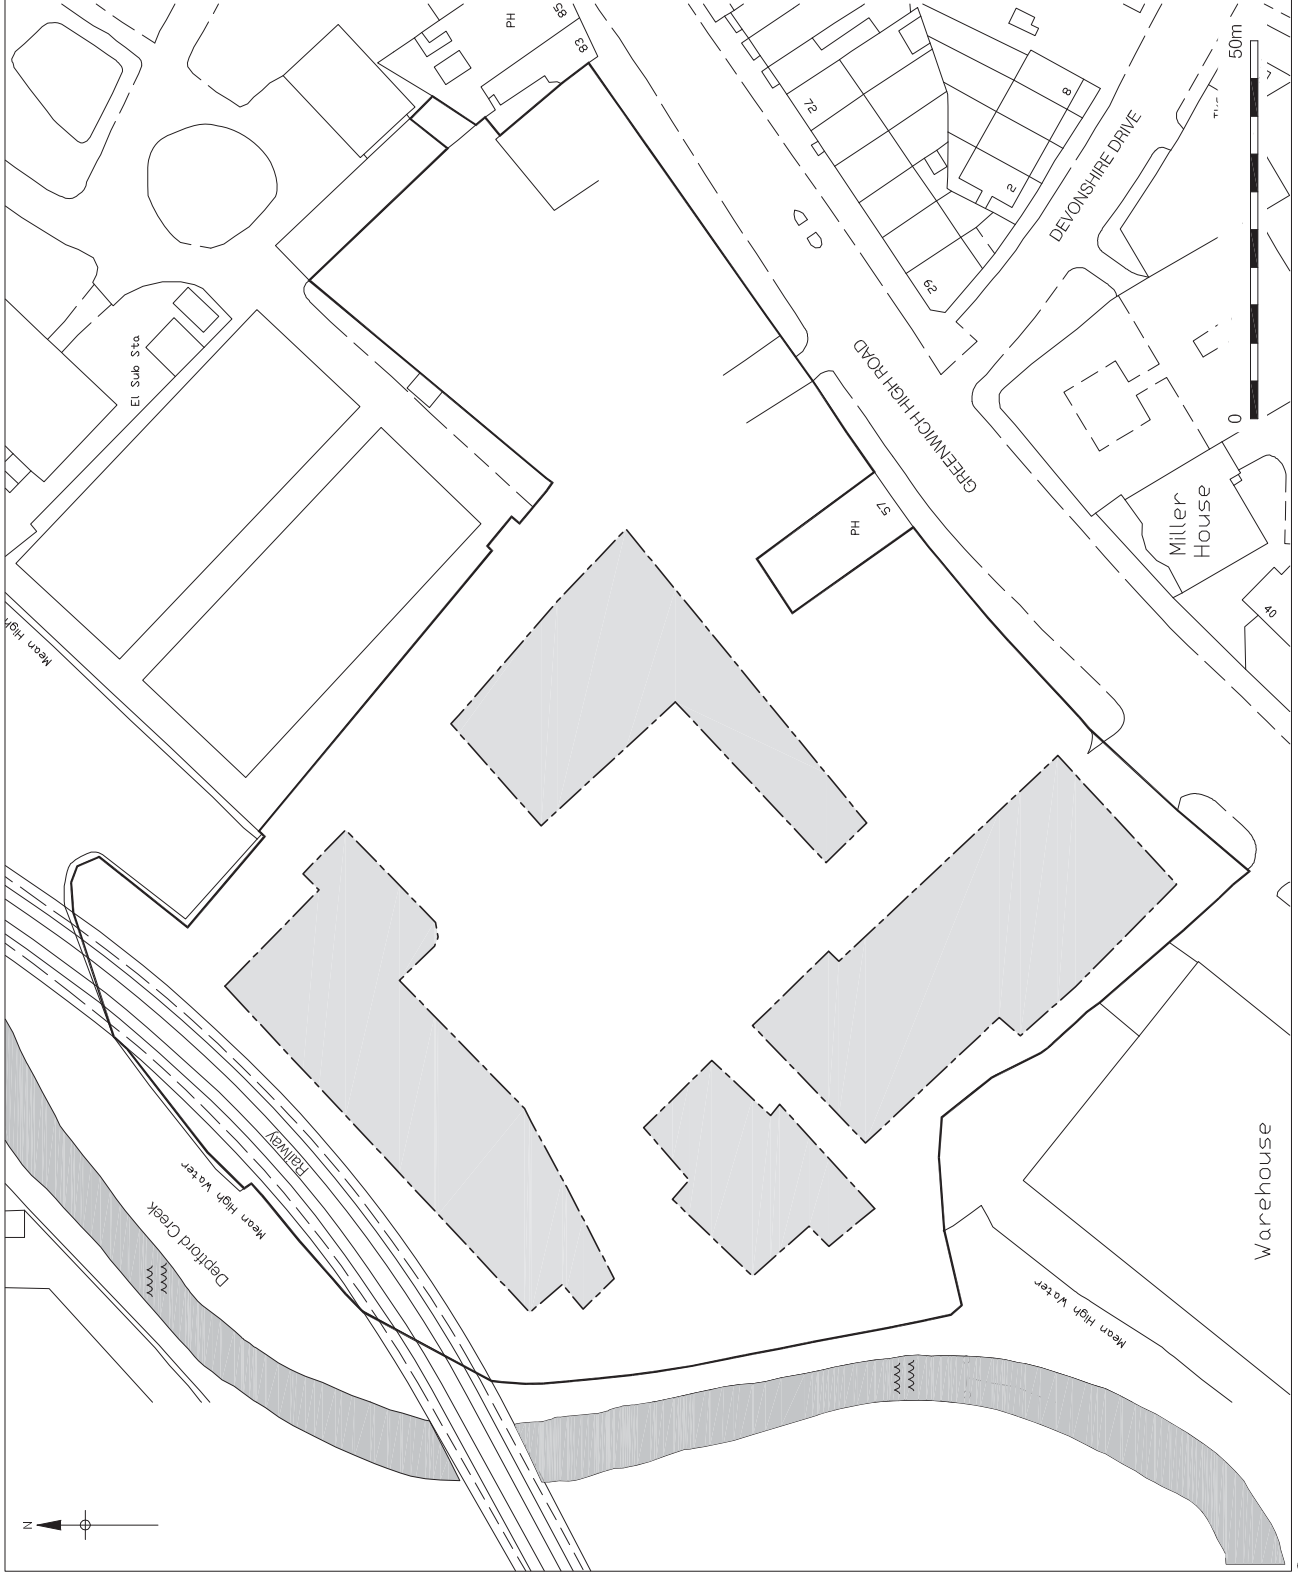 85
83
PH
72
8
2
62
DEVONSHIRE DRIVE
50m
0
El Sub Sta
GREENWICH HIGH ROAD
57
PH
Miller
House
40
Mean High
Railway
Mean High Water
Deptford Creek
Mean High Water
Warehouse
N